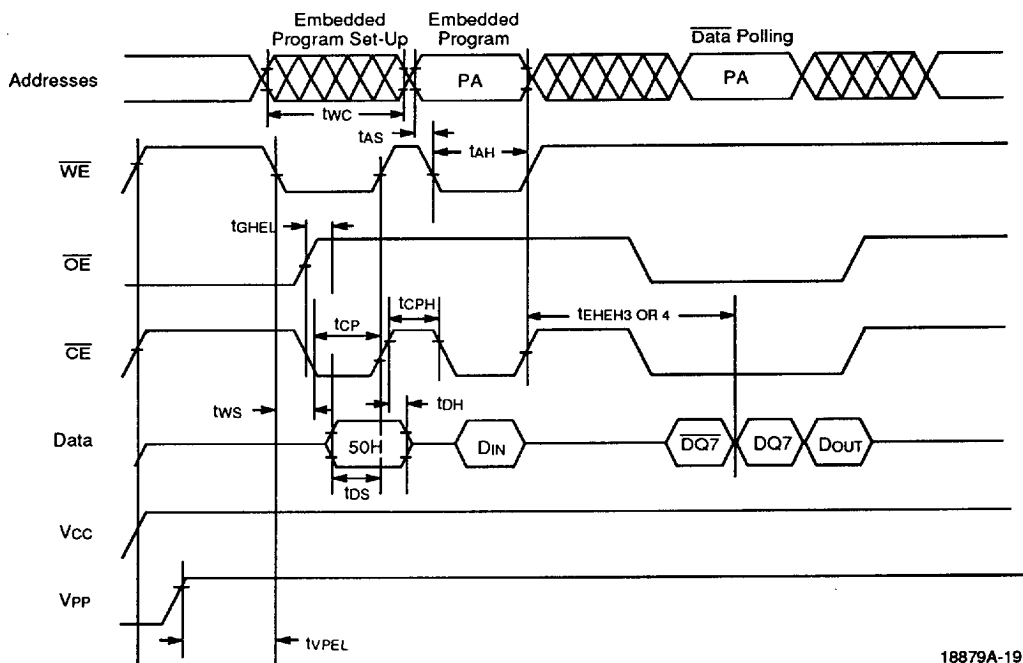 Embedded
Program Set-Up
Embedded
Program
Data Polling
Addresses
PA
PA
tWC
tAS
tAH
WE
tGHEL
OE
tCP
tCPH
tEHEH3 OR 4
CE
tWS
tDH
Data
50H
DIN
DQ7
DQ7
DOUT
tDS
VCC
VPP
tVPEL
18879A-19